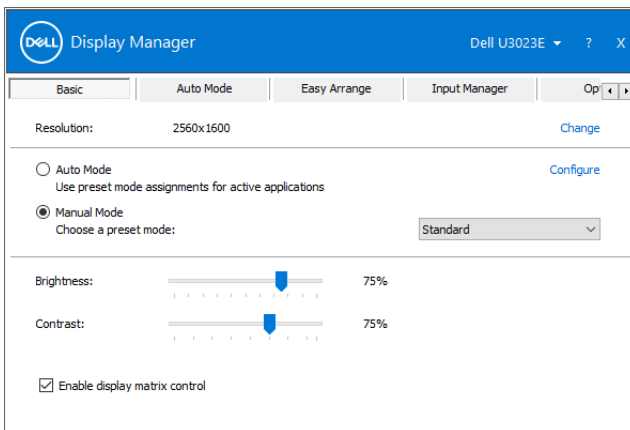 DELL Display Manager Dell U3023E ? X
Basic Auto Mode Easy Arrange Input Manager Op
Resolution: 2560x1600 Change
Auto Mode Configure
Use preset mode assignments for active applications
Manual Mode
Choose a preset mode: Standard
Brightness: 75%
Contrast: 75%
Enable display matrix control